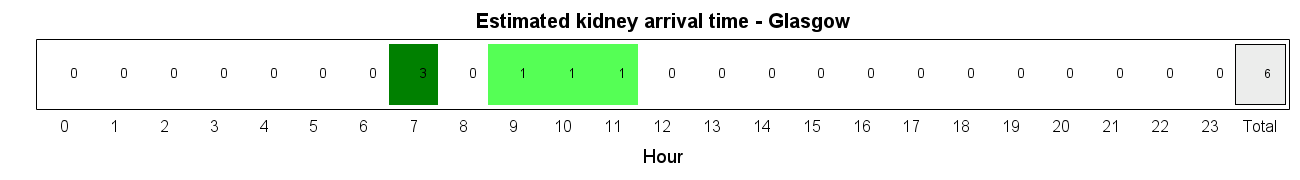 Estimated kidney arrival time - Glasgow
0 0 0 0 0 0 0 3 0 1 1 1 0 0 0 0 0 0 0 0 0 0 0 0 6
0 1 2 3 4 5 6 7 8 9 10 11 12 13 14 15 16 17 18 19 20 21 22 23 Total
Hour